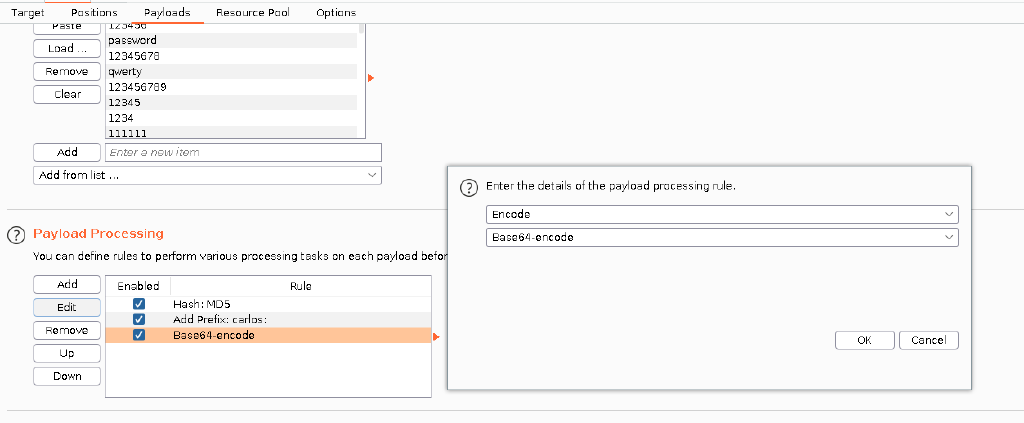 Target Positions Payloads Resource Pool Options
Paste
Load ...
Remove
Clear
123456
password
12345678
qwerty
123456789
12345
1234
111111
Add Enter a new item
Add from list ...
? Payload Processing
You can define rules to perform various processing tasks on each payload befor
Add
Edit
Remove
Up
Down
Enabled Rule
Hash: MD5
Add Prefix: carlos:
Base64-encode
? Enter the details of the payload processing rule.
Encode
Base64-encode
OK Cancel